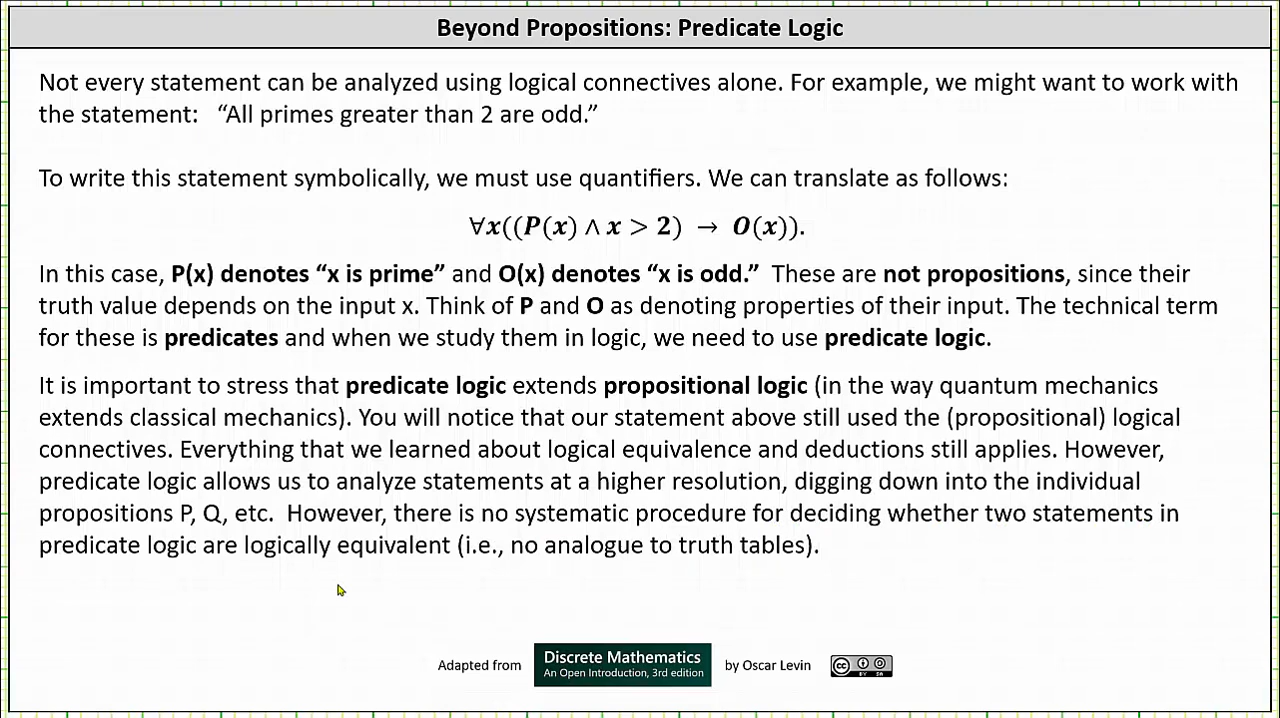 Beyond Propositions: Predicate Logic
Not every statement can be analyzed using logical connectives alone. For example, we might want to work with
the statement: “All primes greater than 2 are odd.”
To write this statement symbolically, we must use quantifiers. We can translate as follows:
∀x((P(x) ∧ x > 2) → O(x)).
In this case, P(x) denotes “x is prime” and O(x) denotes “x is odd.” These are not propositions, since their
truth value depends on the input x. Think of P and O as denoting properties of their input. The technical term
for these is predicates and when we study them in logic, we need to use predicate logic.
It is important to stress that predicate logic extends propositional logic (in the way quantum mechanics
extends classical mechanics). You will notice that our statement above still used the (propositional) logical
connectives. Everything that we learned about logical equivalence and deductions still applies. However,
predicate logic allows us to analyze statements at a higher resolution, digging down into the individual
propositions P, Q, etc. However, there is no systematic procedure for deciding whether two statements in
predicate logic are logically equivalent (i.e., no analogue to truth tables).
Adapted from Discrete Mathematics by Oscar Levin
An Open Introduction, 3rd edition
cc BY SA